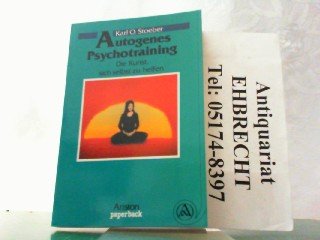 Karl O. Stoeber
Autogenes
Psychotraining
Die Kunst,
sich selbst zu helfen
Ariston
paperback
A
Antiquariat
EHBRECHT
Tel: 05174-8397